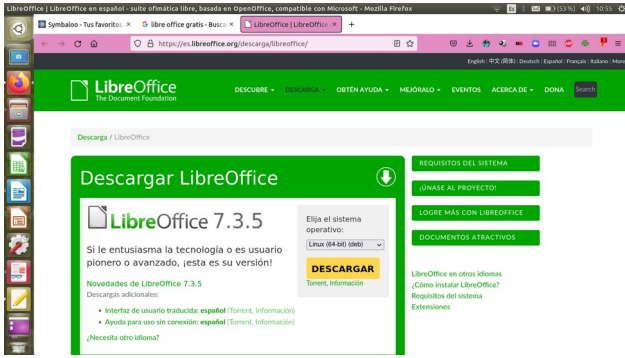 LibreOffice | LibreOffice en español - suite ofimática libre, basada en OpenOffice, compatible con Microsoft - Mozilla Firefox
Es
(53 %)
10:55
Symbaloo - Tus favoritos
libre office gratis - Buscar
LibreOffice | LibreOffice
https://es.libreoffice.org/descarga/libreoffice/
English | 中文 (简体) | Deutsch | Español | Français | Italiano | More
LibreOffice
The Document Foundation
DESCUBRE
DESCARGA
OBTÉN AYUDA
MEJÓRALO
EVENTOS
ACERCA DE
DONA
Search
Descarga / LibreOffice
Descargar LibreOffice
LibreOffice 7.3.5
Si le entusiasma la tecnología o es usuario
pionero o avanzado, ¡esta es su versión!
Novedades de LibreOffice 7.3.5
Descargas adicionales:
Interfaz de usuario traducida: español (Torrent, Información)
Ayuda para uso sin conexión: español (Torrent, Información)
¿Necesita otro idioma?
Elija el sistema
operativo:
Linux (64-bit) (deb)
DESCARGAR
Torrent, Información
REQUISITOS DEL SISTEMA
¡ÚNASE AL PROYECTO!
LOGRE MÁS CON LIBREOFFICE
DOCUMENTOS ATRACTIVOS
LibreOffice en otros idiomas
¿Cómo instalar LibreOffice?
Requisitos del sistema
Extensiones